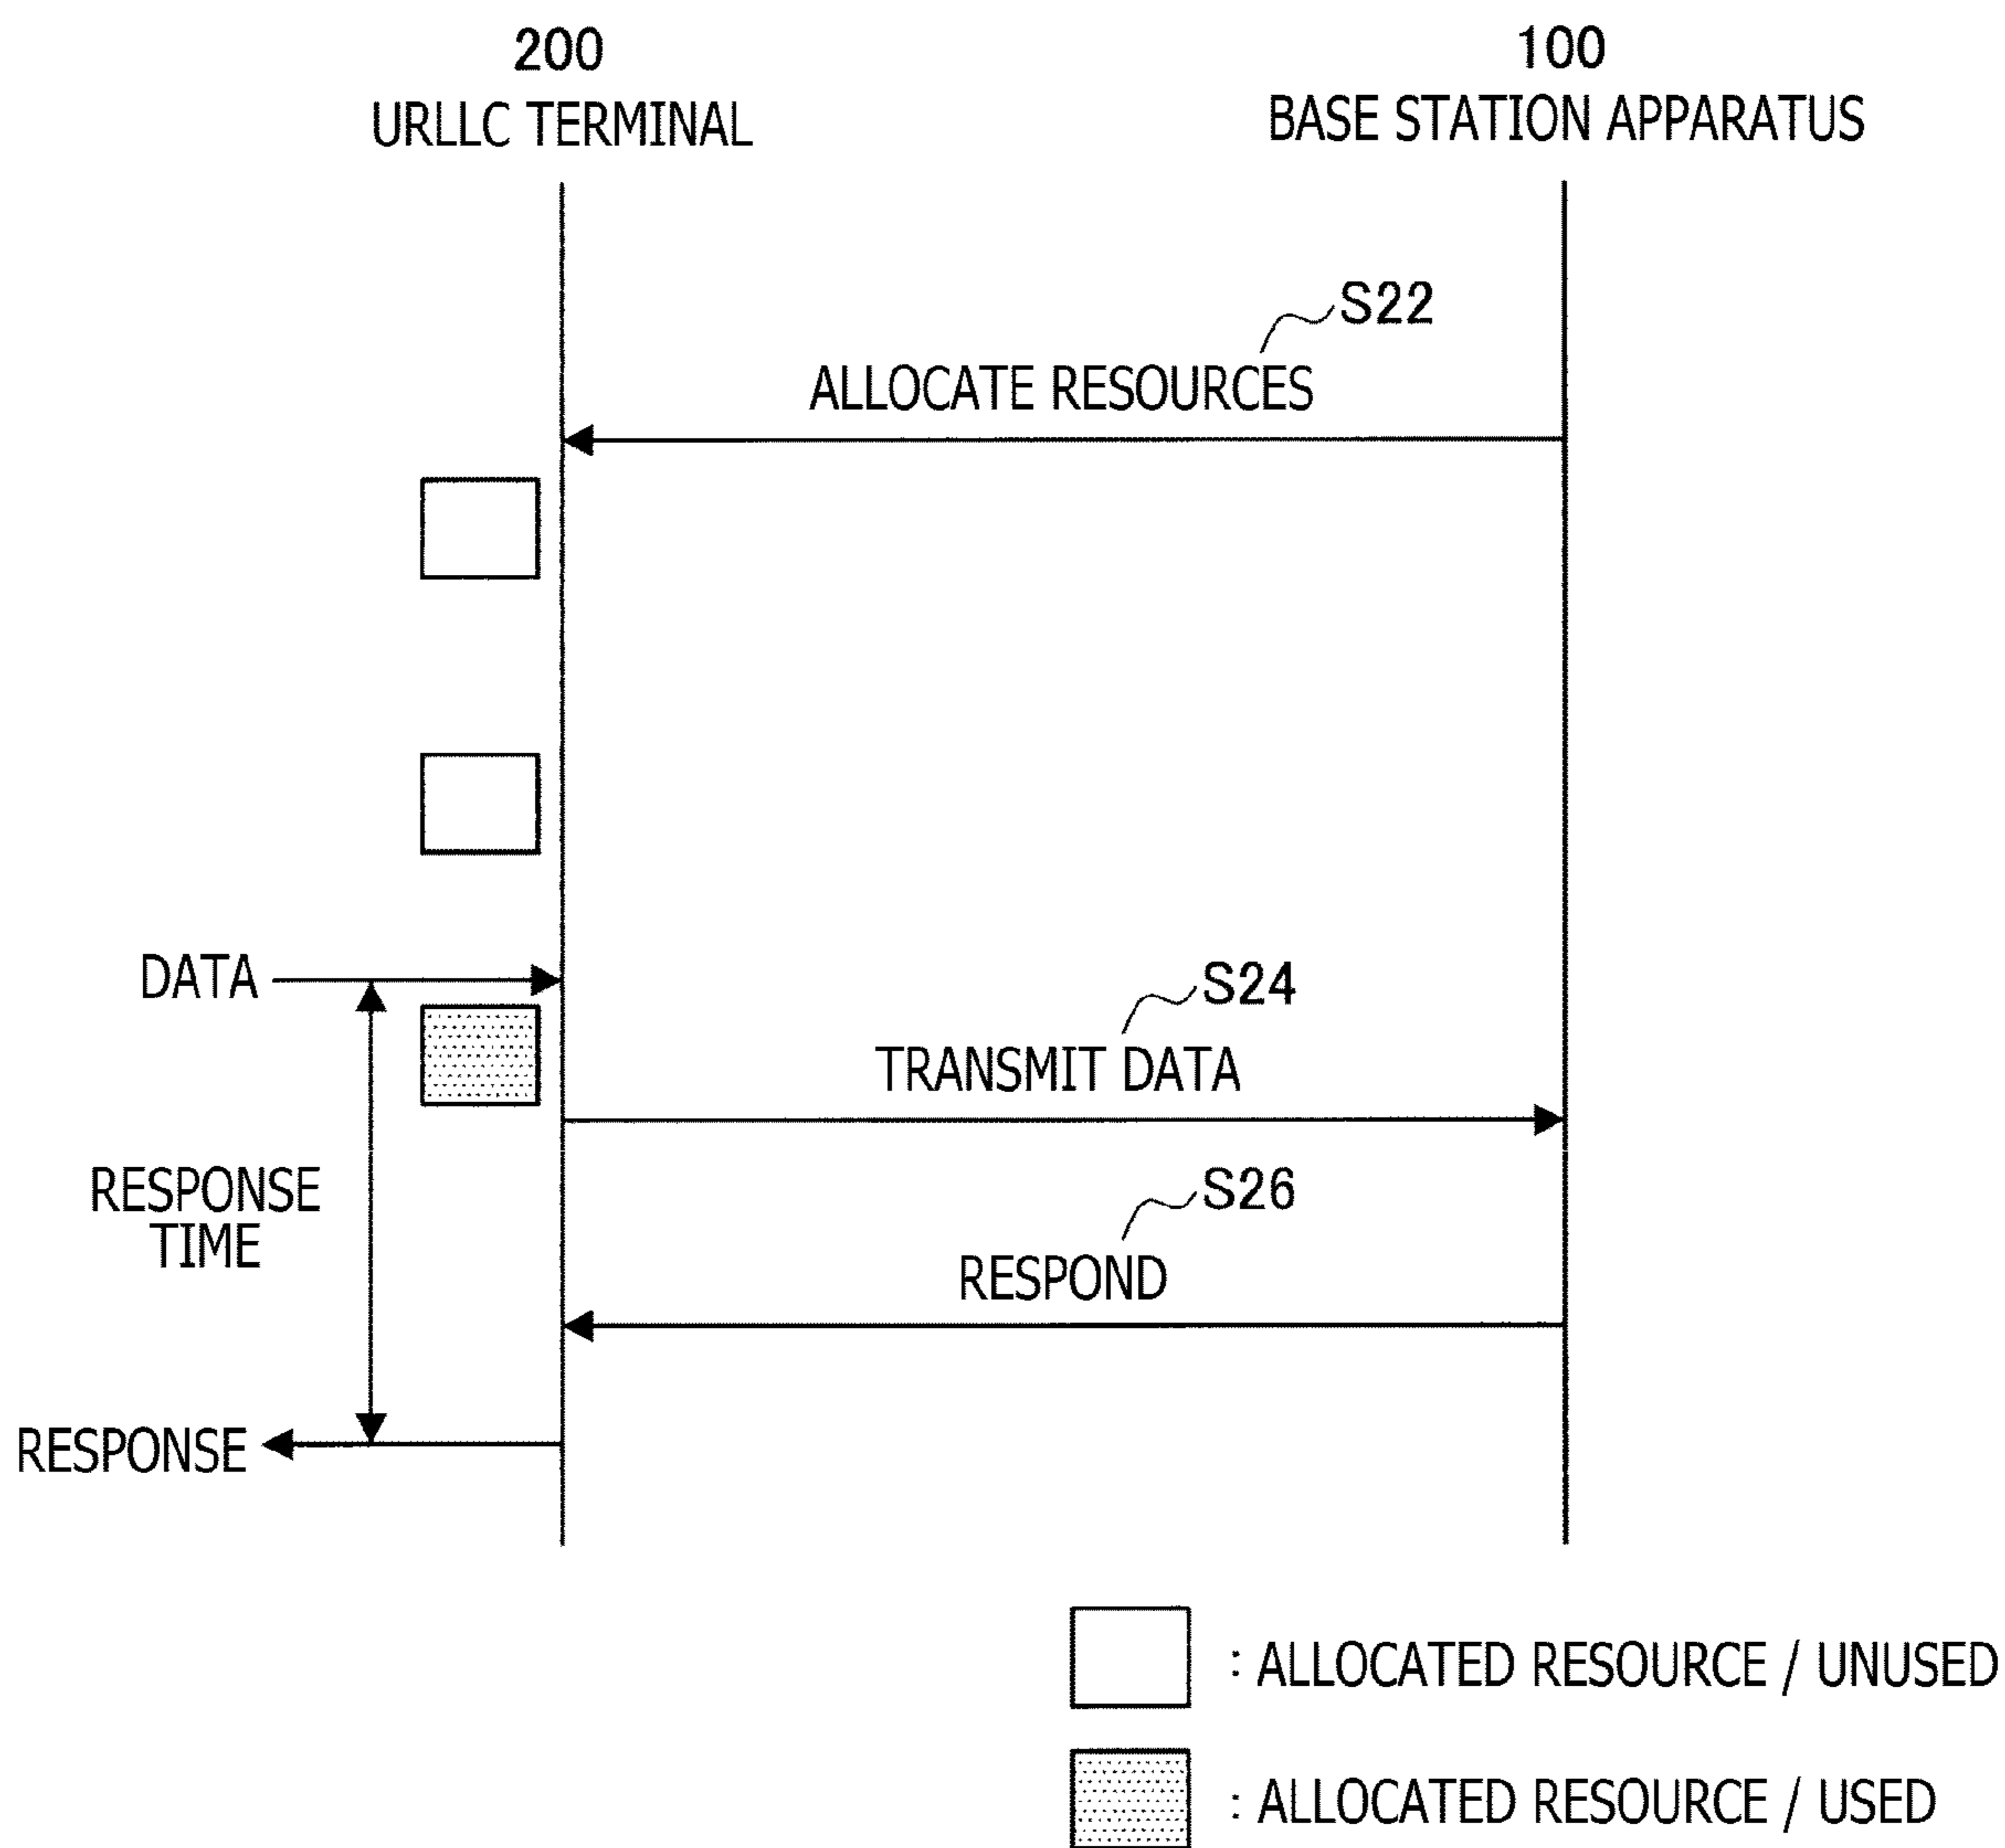 200
URLLC TERMINAL
100
BASE STATION APPARATUS
S22
ALLOCATE RESOURCES
DATA
S24
TRANSMIT DATA
RESPONSE
TIME
S26
RESPOND
RESPONSE
: ALLOCATED RESOURCE / UNUSED
: ALLOCATED RESOURCE / USED